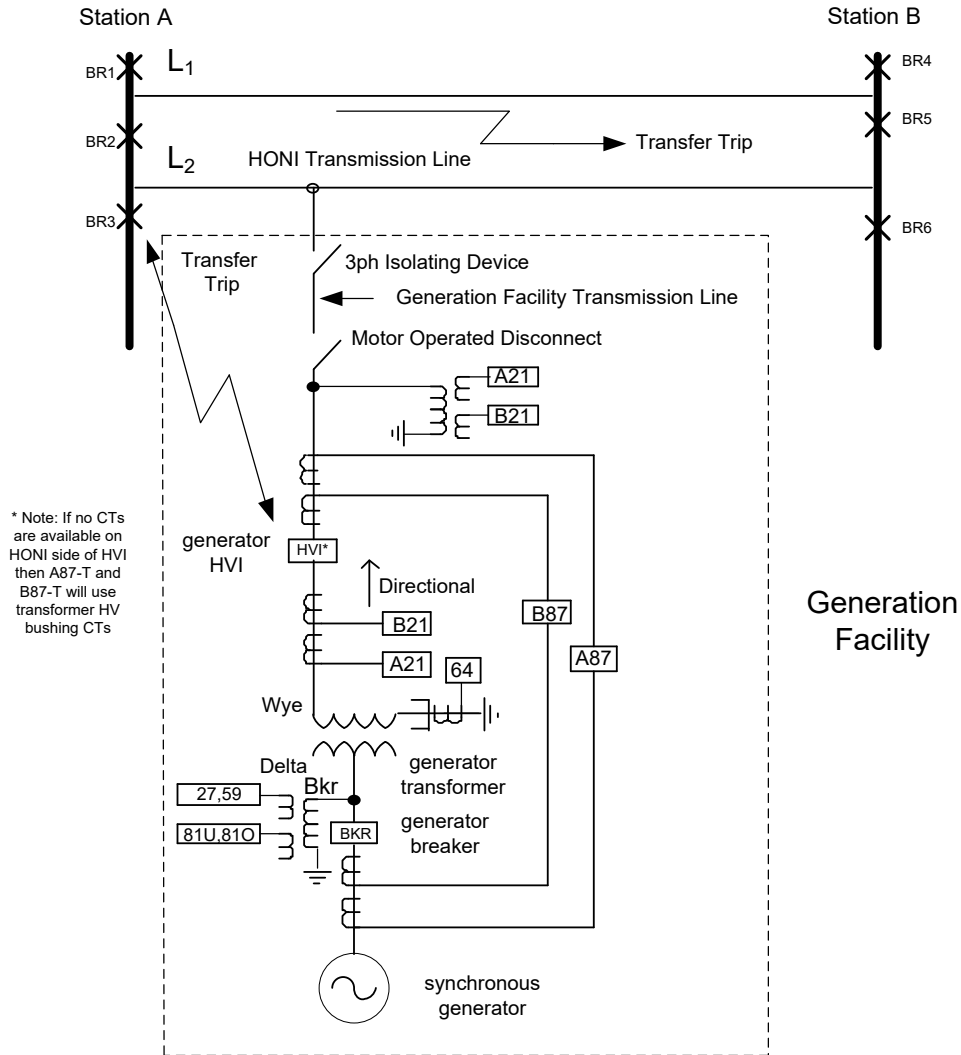 Station A
Station B
BR1
L1
BR4
BR5
BR2
Transfer Trip
HONI Transmission Line
L2
BR3
BR6
Transfer
Trip
3ph Isolating Device
Generation Facility Transmission Line
Motor Operated Disconnect
A21
B21
* Note: If no CTs
are available on
HONI side of HVI
then A87-T and
B87-T will use
transformer HV
bushing CTs
generator
HVI
HVI*
Directional
B21
A21
B87
A87
Generation
Facility
64
Wye
Delta
generator
transformer
Bkr
27,59
81U,81O
BKR
generator
breaker
synchronous
generator